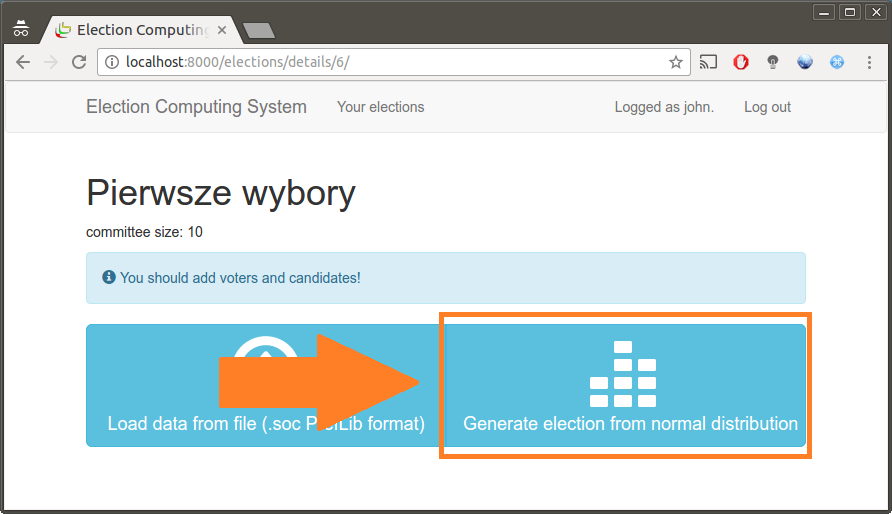 Election Computing
localhost:8000/elections/details/6/
Election Computing System Your elections Logged as john. Log out
Pierwsze wybory
committee size: 10
You should add voters and candidates!
Load data from file (.soc format)
Generate election from normal distribution